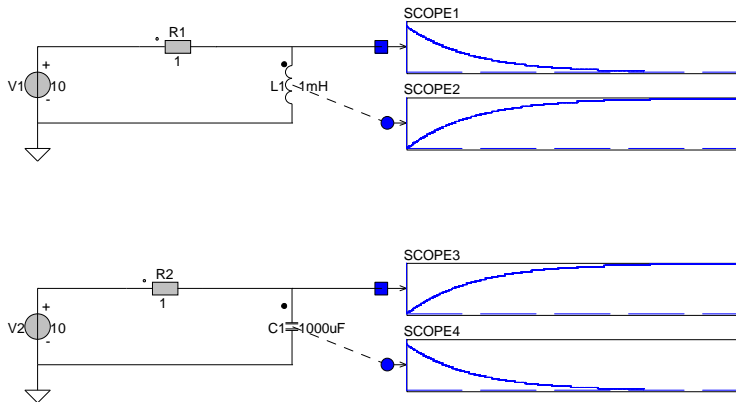 SCOPE1
R1
1
+
V1 10
-
L1 1mH
SCOPE2
SCOPE3
R2
1
+
V2 10
-
C1 1000uF
SCOPE4